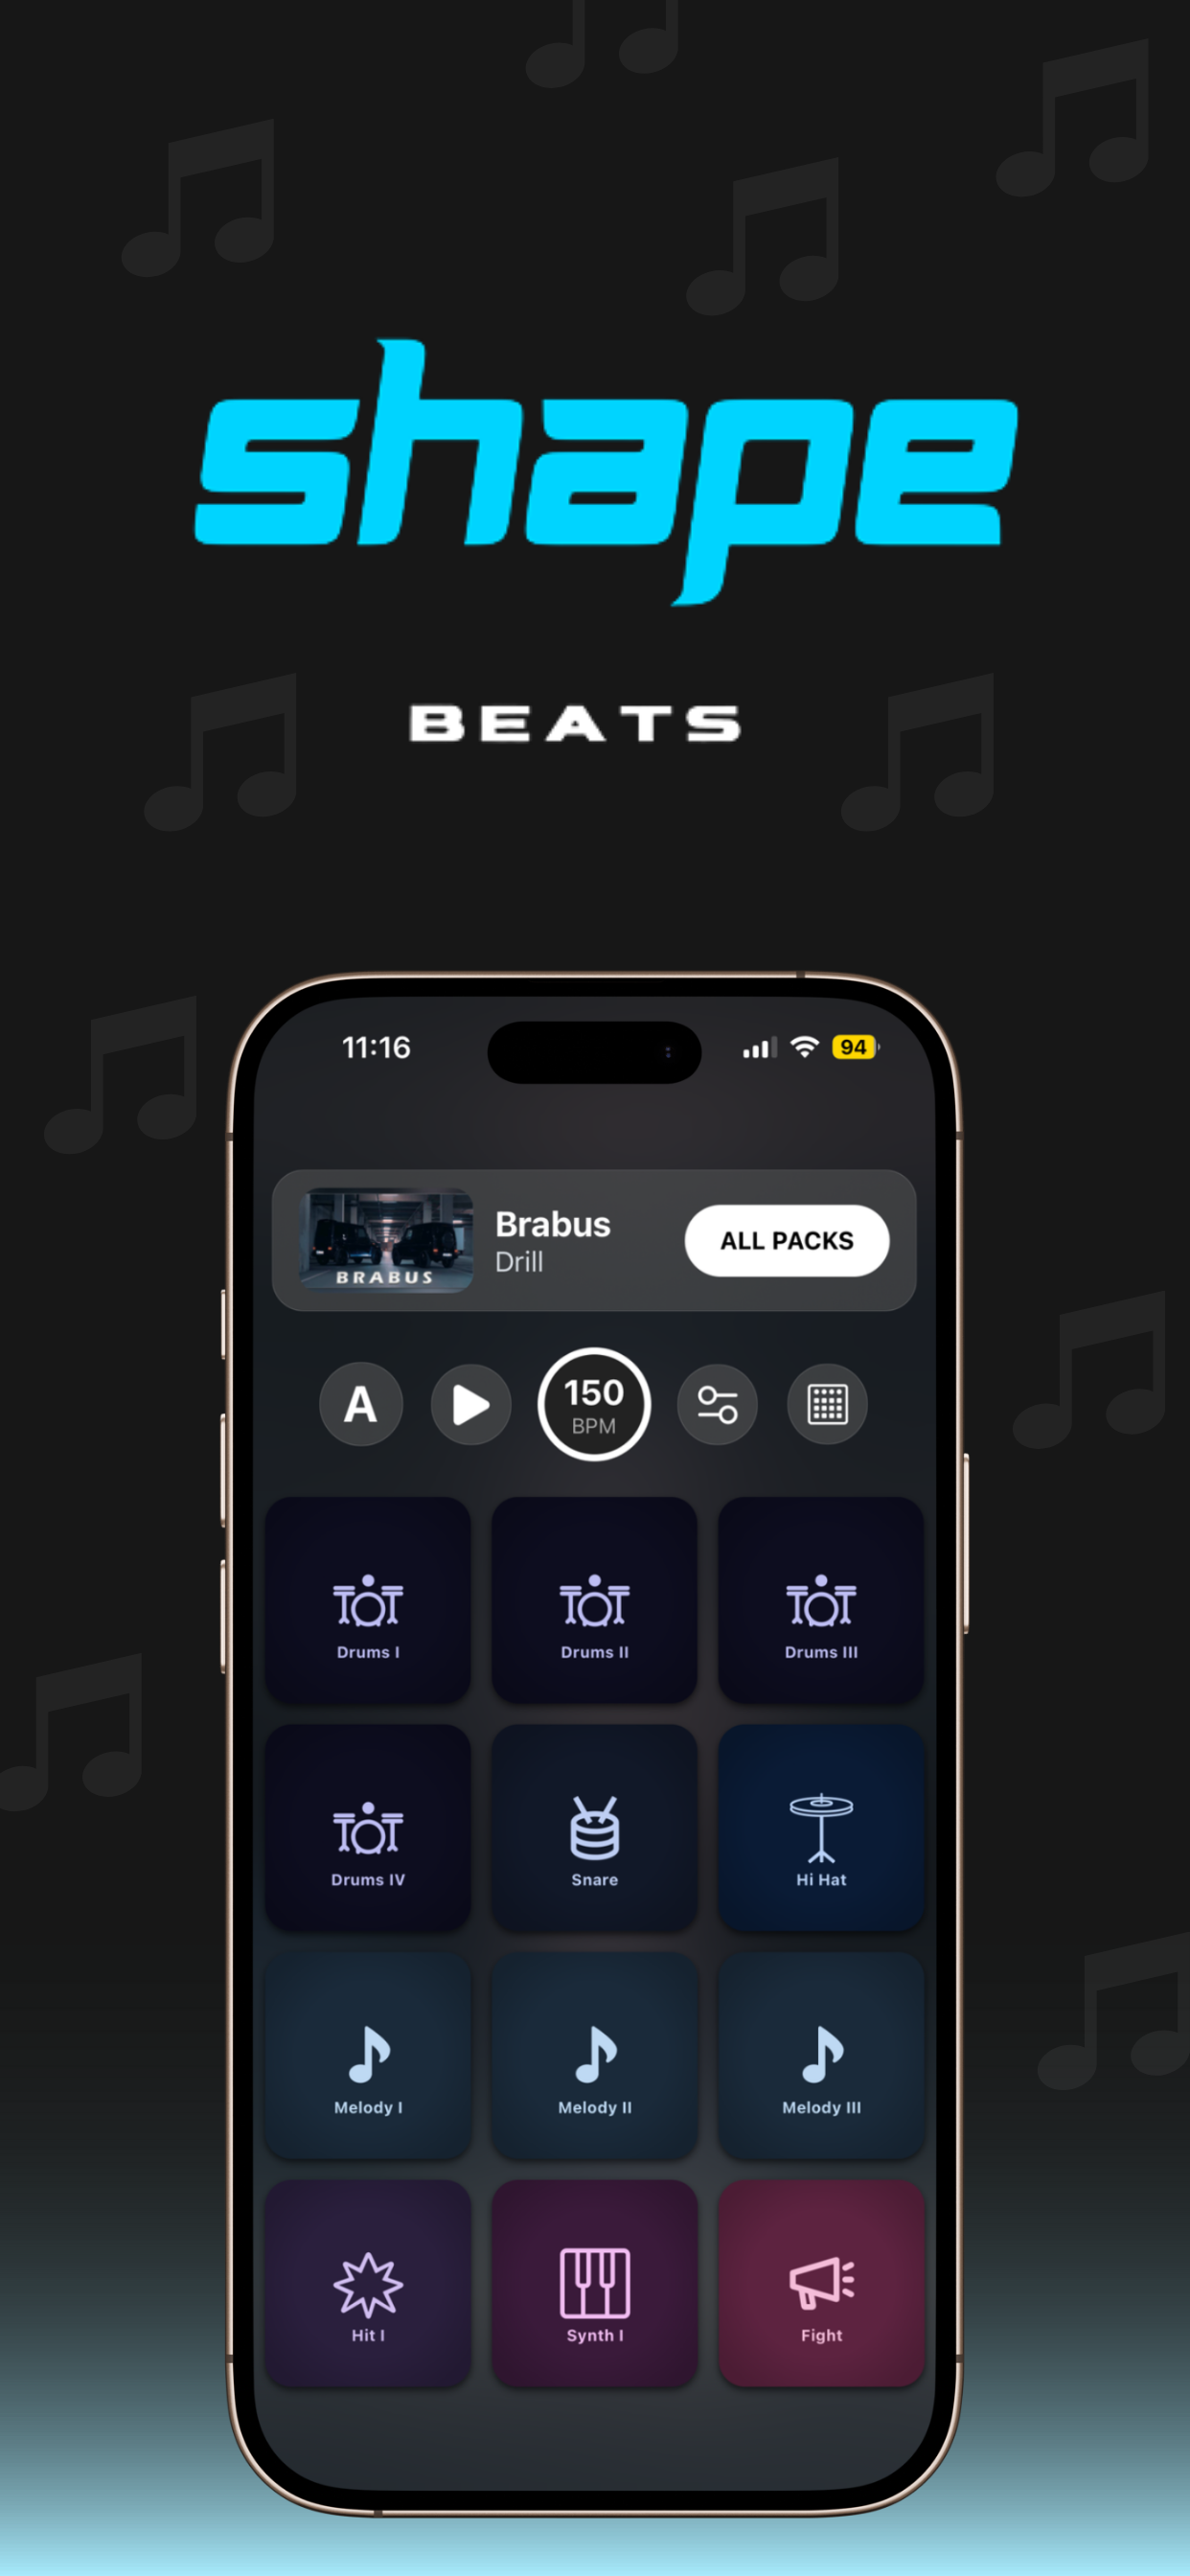 shape
BEATS
11:16
94
BRABUS
Brabus
Drill
ALL PACKS
A
150
BPM
Drums I
Drums II
Drums III
Drums IV
Snare
Hi Hat
Melody I
Melody II
Melody III
Hit I
Synth I
Fight